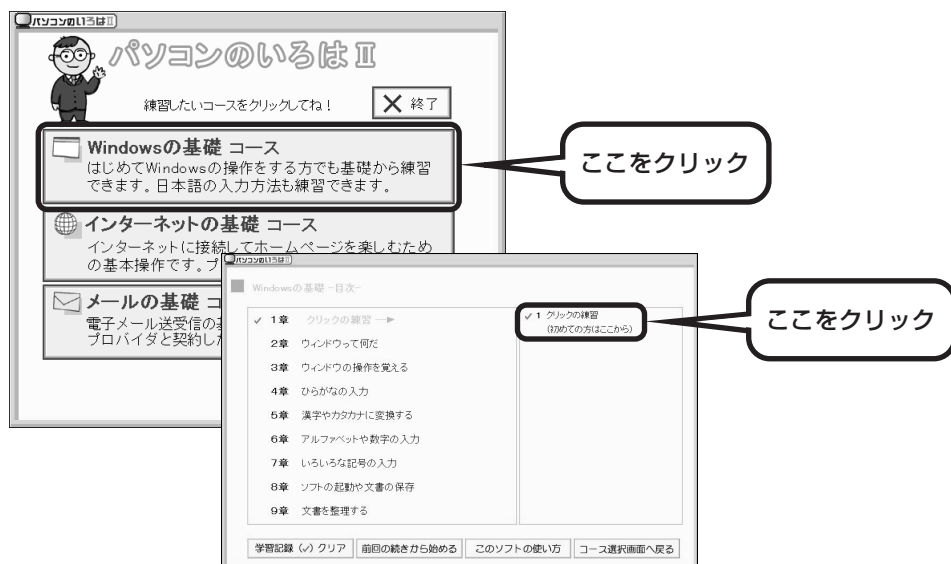 パソコンのいろはⅡ
パソコンのいろはⅡ
練習したいコースをクリックしてね!
終了
Windowsの基礎 コース
はじめてWindowsの操作をする方でも基礎から練習
できます。日本語の入力方法も練習できます。
ここをクリック
インターネットの基礎 コース
インターネットに接続してホームページを楽しむため
の基本操作です。プ
メールの基礎 コ
電子メール送受信の
プロバイダと契約し
パソコンのいろはⅡ
Windowsの基礎 -目次-
✓ 1章 クリックの練習 ―▶
2章 ウィンドウって何だ
3章 ウィンドウの操作を覚える
4章 ひらがなの入力
5章 漢字やカタカナに変換する
6章 アルファベットや数字の入力
7章 いろいろな記号の入力
8章 ソフトの起動や文書の保存
9章 文書を整理する
✓ 1 クリックの練習
(初めての方はここから)
ここをクリック
学習記録 (✓) クリア
前回の続きから始める
このソフトの使い方
コース選択画面へ戻る